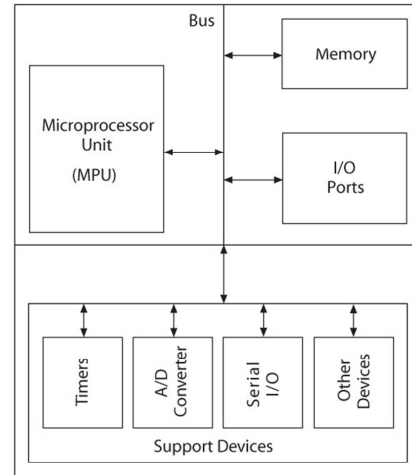 Bus
Memory
Microprocessor
Unit
(MPU)
I/O
Ports
Timers
A/D
Converter
Serial
I/O
Other
Devices
Support Devices